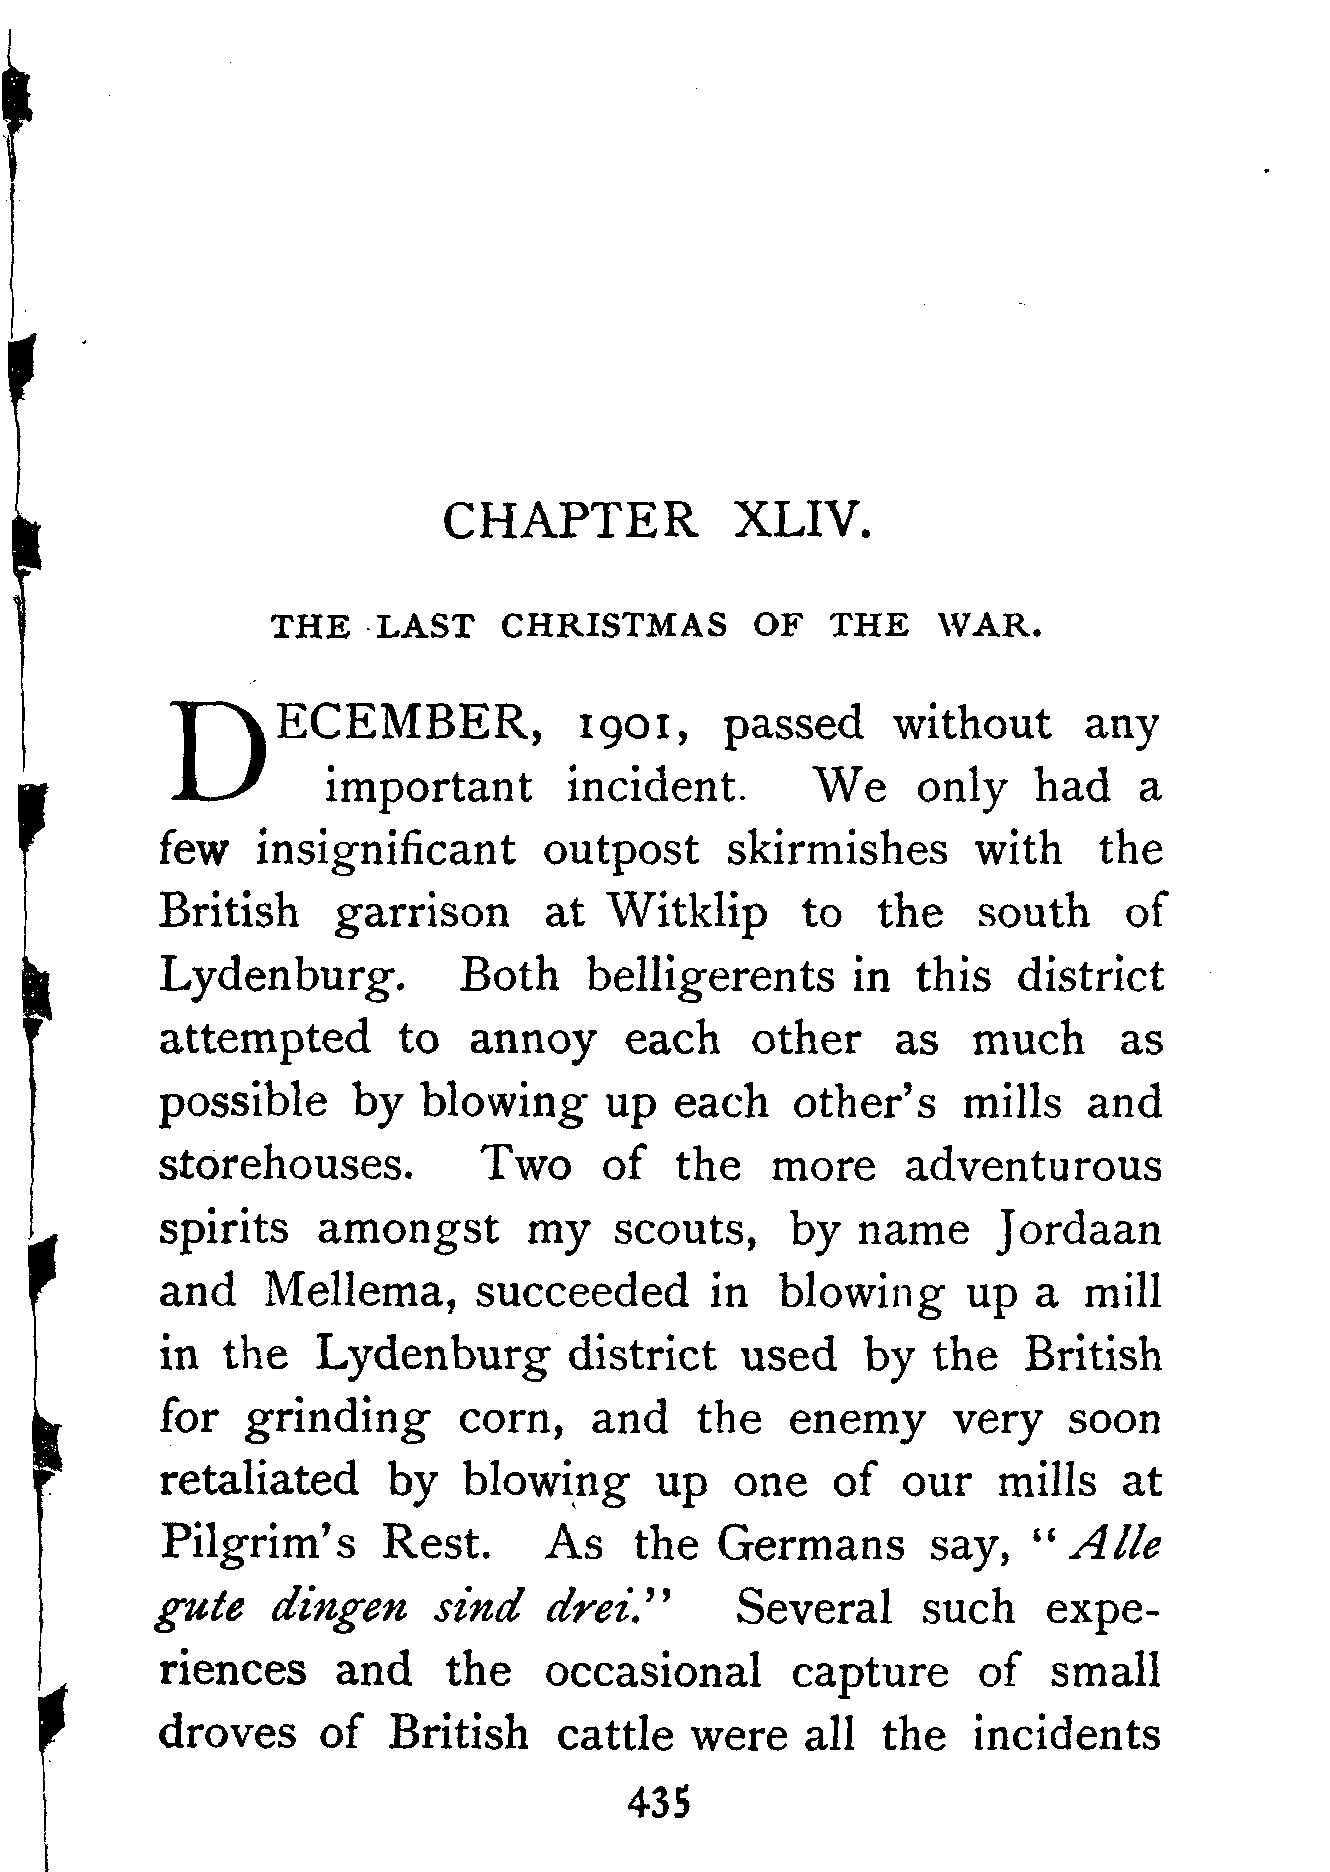 CHAPTER XLIV.
THE LAST CHRISTMAS OF THE WAR.
DECEMBER, 1901, passed without any
important incident. We only had a
few insignificant outpost skirmishes with the
British garrison at Witklip to the south of
Lydenburg. Both belligerents in this district
attempted to annoy each other as much as
possible by blowing up each other's mills and
storehouses. Two of the more adventurous
spirits amongst my scouts, by name Jordaan
and Mellema, succeeded in blowing up a mill
in the Lydenburg district used by the British
for grinding corn, and the enemy very soon
retaliated by blowing up one of our mills at
Pilgrim's Rest. As the Germans say, "Alle
gute dingen sind drei." Several such expe-
riences and the occasional capture of small
droves of British cattle were all the incidents
435